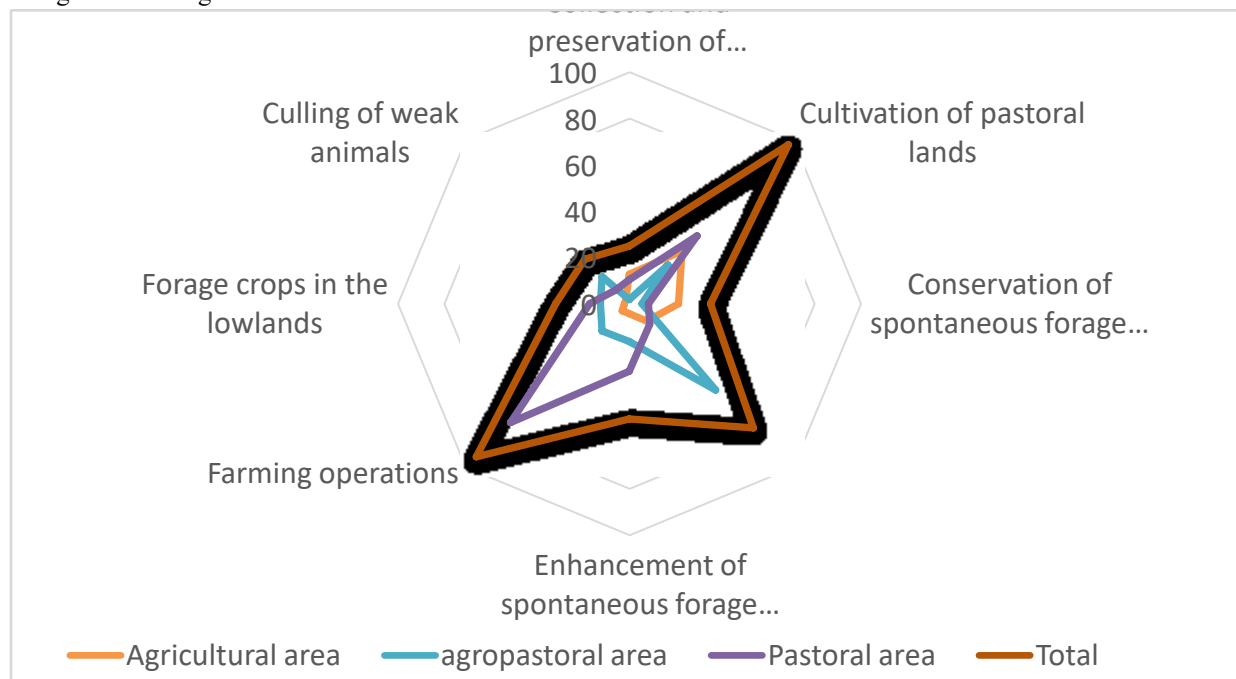 preservation of...
100
80
60
40
20
0
Culling of weak
animals
Cultivation of pastoral
lands
Forage crops in the
lowlands
Conservation of
spontaneous forage...
Farming operations
Enhancement of
spontaneous forage...
Agricultural area
agropastoral area
Pastoral area
Total